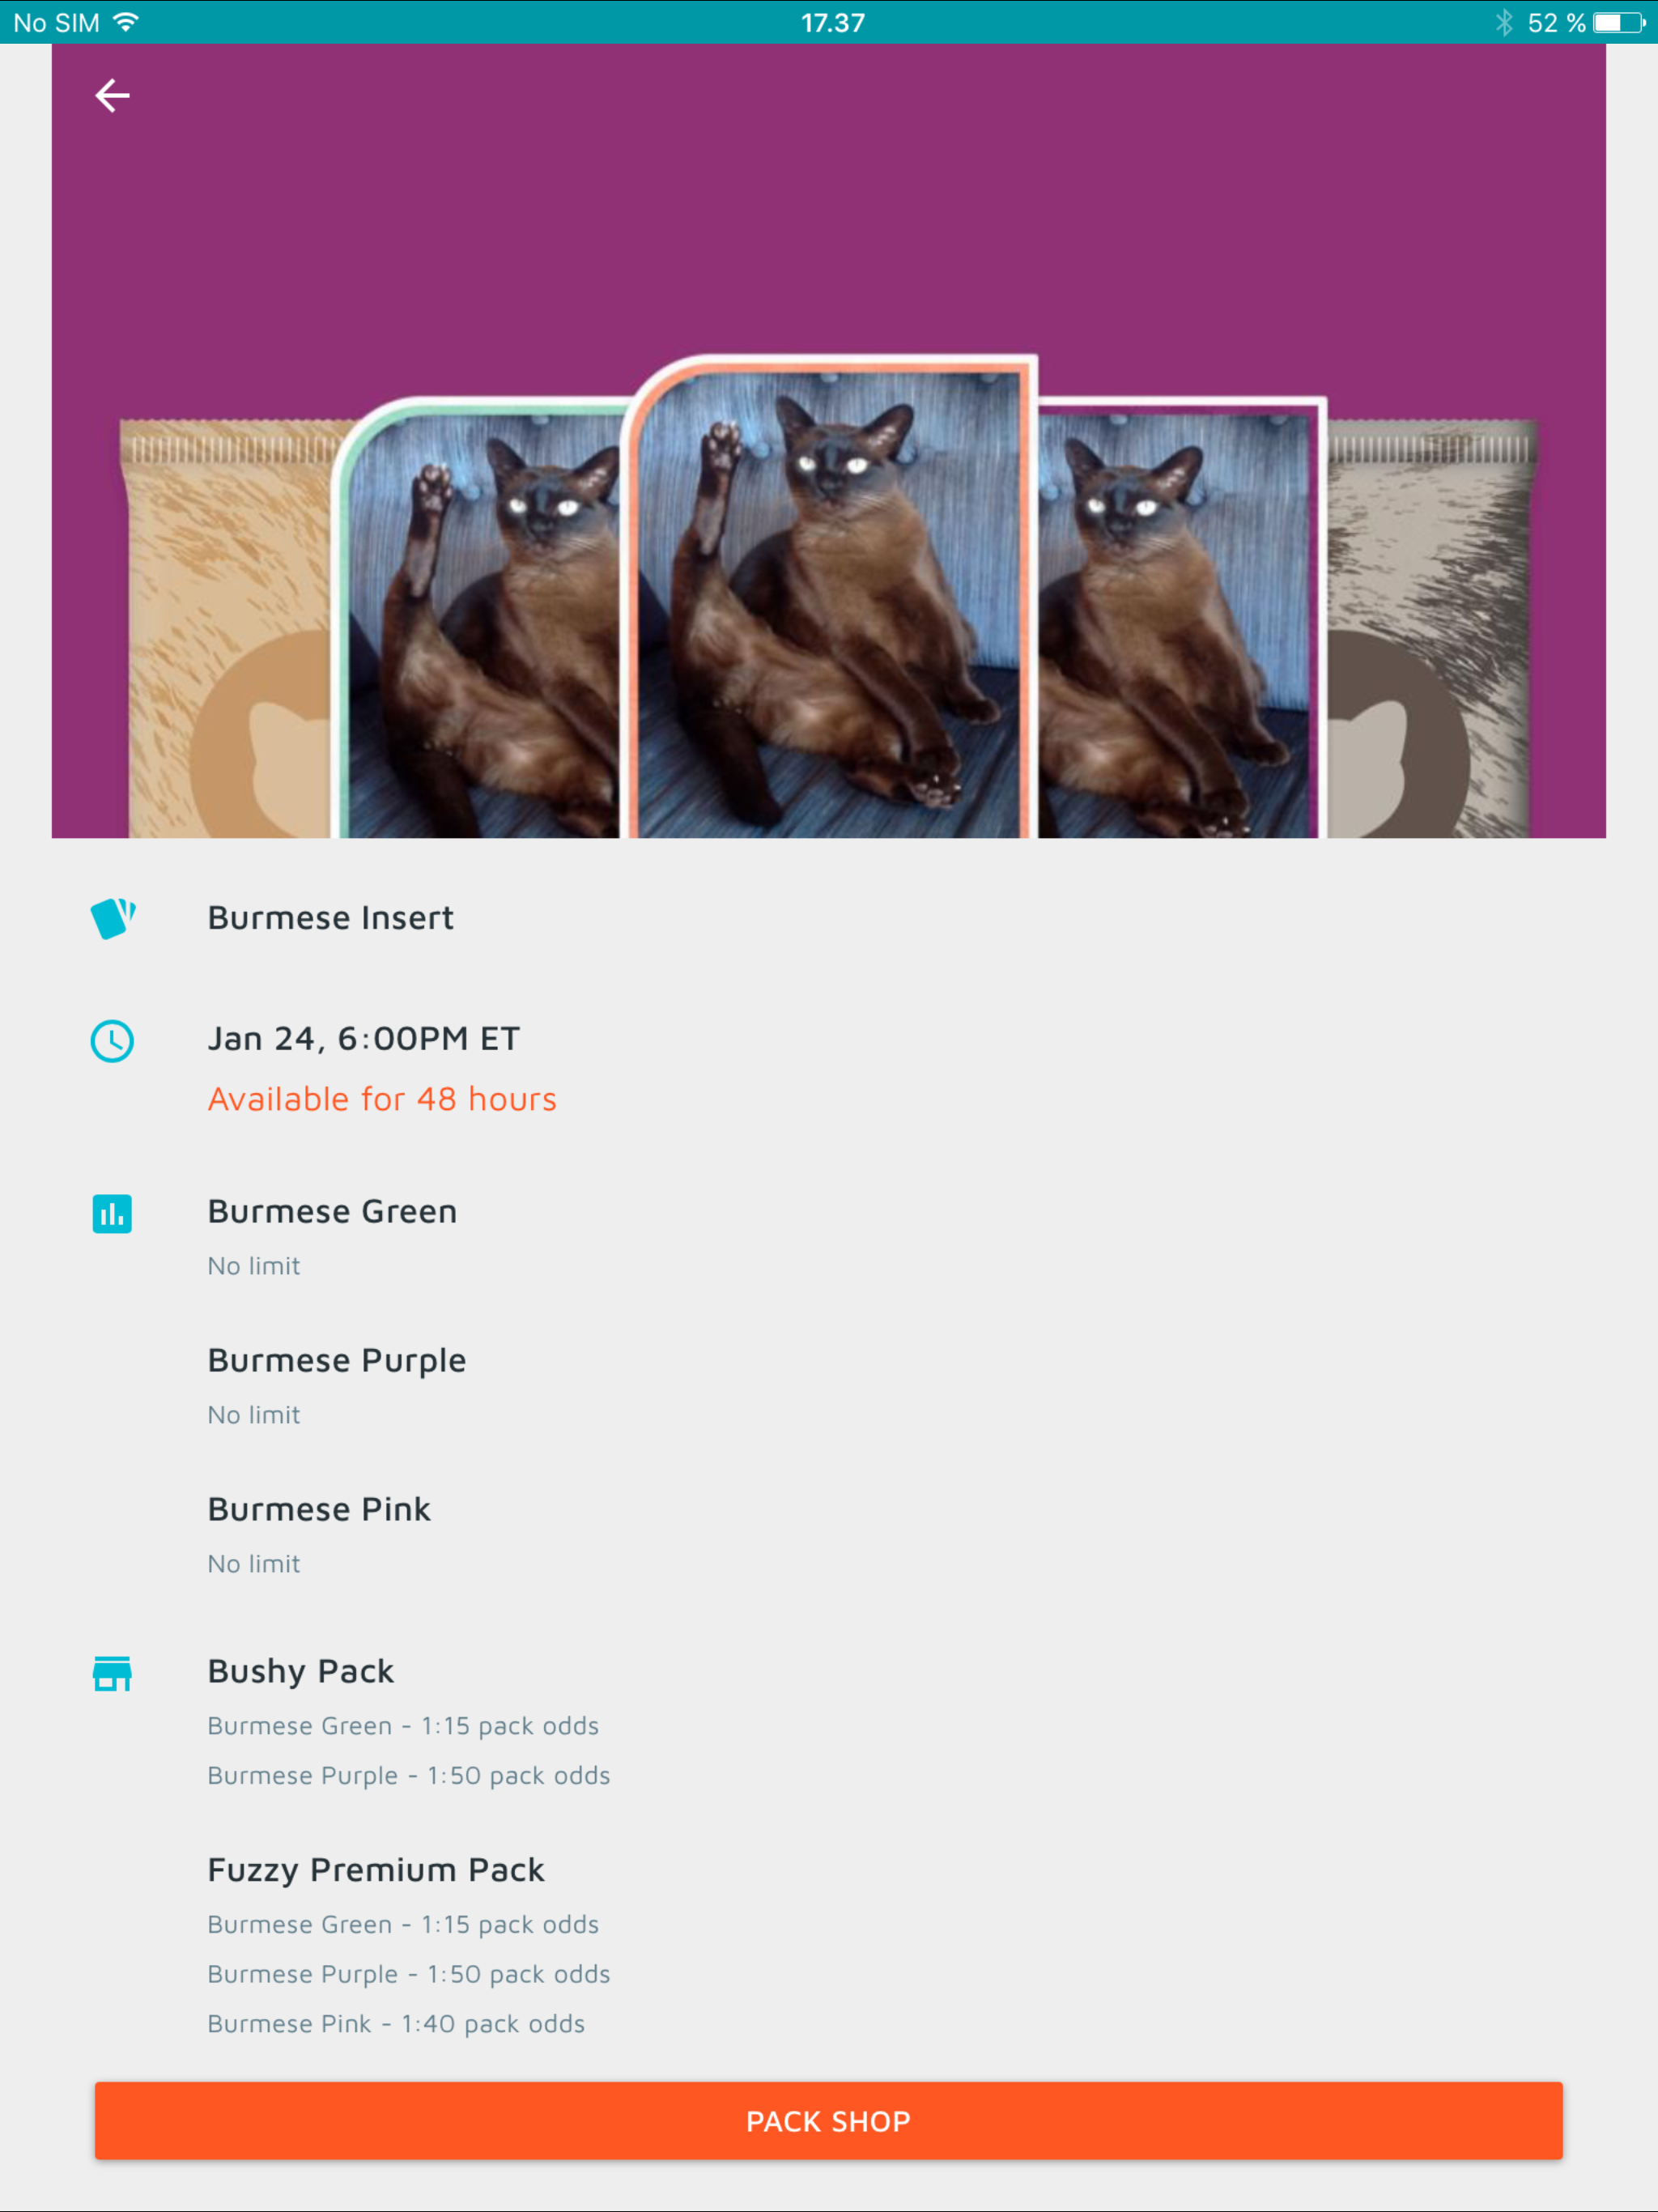 No SIM 17.37 52 %
Burmese Insert
Jan 24, 6:00PM ET
Available for 48 hours
Burmese Green
No limit
Burmese Purple
No limit
Burmese Pink
No limit
Bushy Pack
Burmese Green - 1:15 pack odds
Burmese Purple - 1:50 pack odds
Fuzzy Premium Pack
Burmese Green - 1:15 pack odds
Burmese Purple - 1:50 pack odds
Burmese Pink - 1:40 pack odds
PACK SHOP